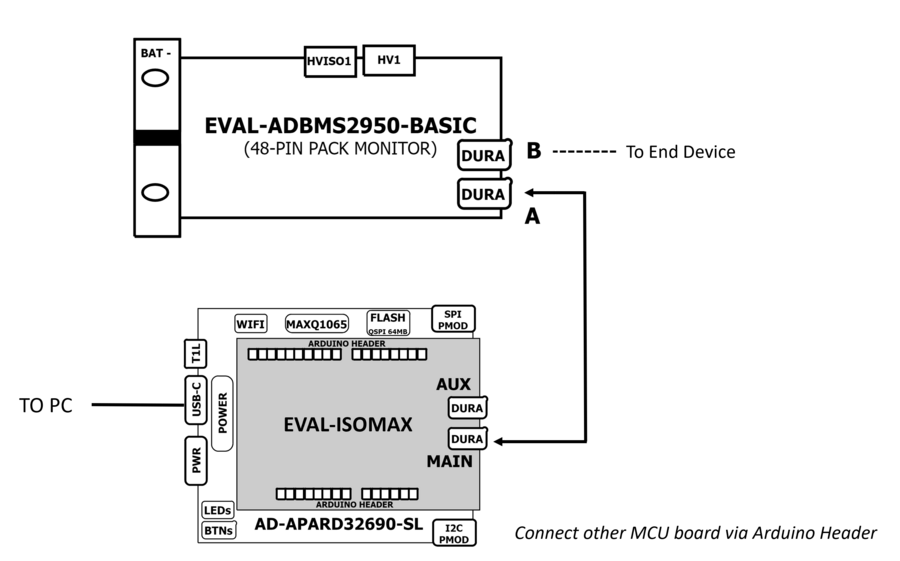 BAT -
HVISO1
HV1
EVAL-ADBMS2950-BASIC
(48-PIN PACK MONITOR)
DURA
B
To End Device
DURA
A
WIFI
MAXQ1065
FLASH
QSPI 64MB
SPI
PMOD
ARDUINO HEADER
T1L
AUX
TO PC
USB-C
POWER
DURA
EVAL-ISOMAX
DURA
MAIN
PWR
LEDs
ARDUINO HEADER
BTNs
AD-APARD32690-SL
I2C
PMOD
Connect other MCU board via Arduino Header